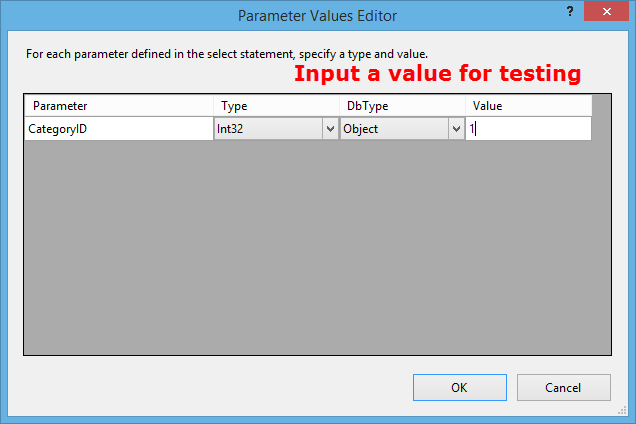 Parameter Values Editor
?
For each parameter defined in the select statement, specify a type and value.
Input a value for testing
Parameter Type DbType Value
CategoryID Int32 Object 1
OK Cancel